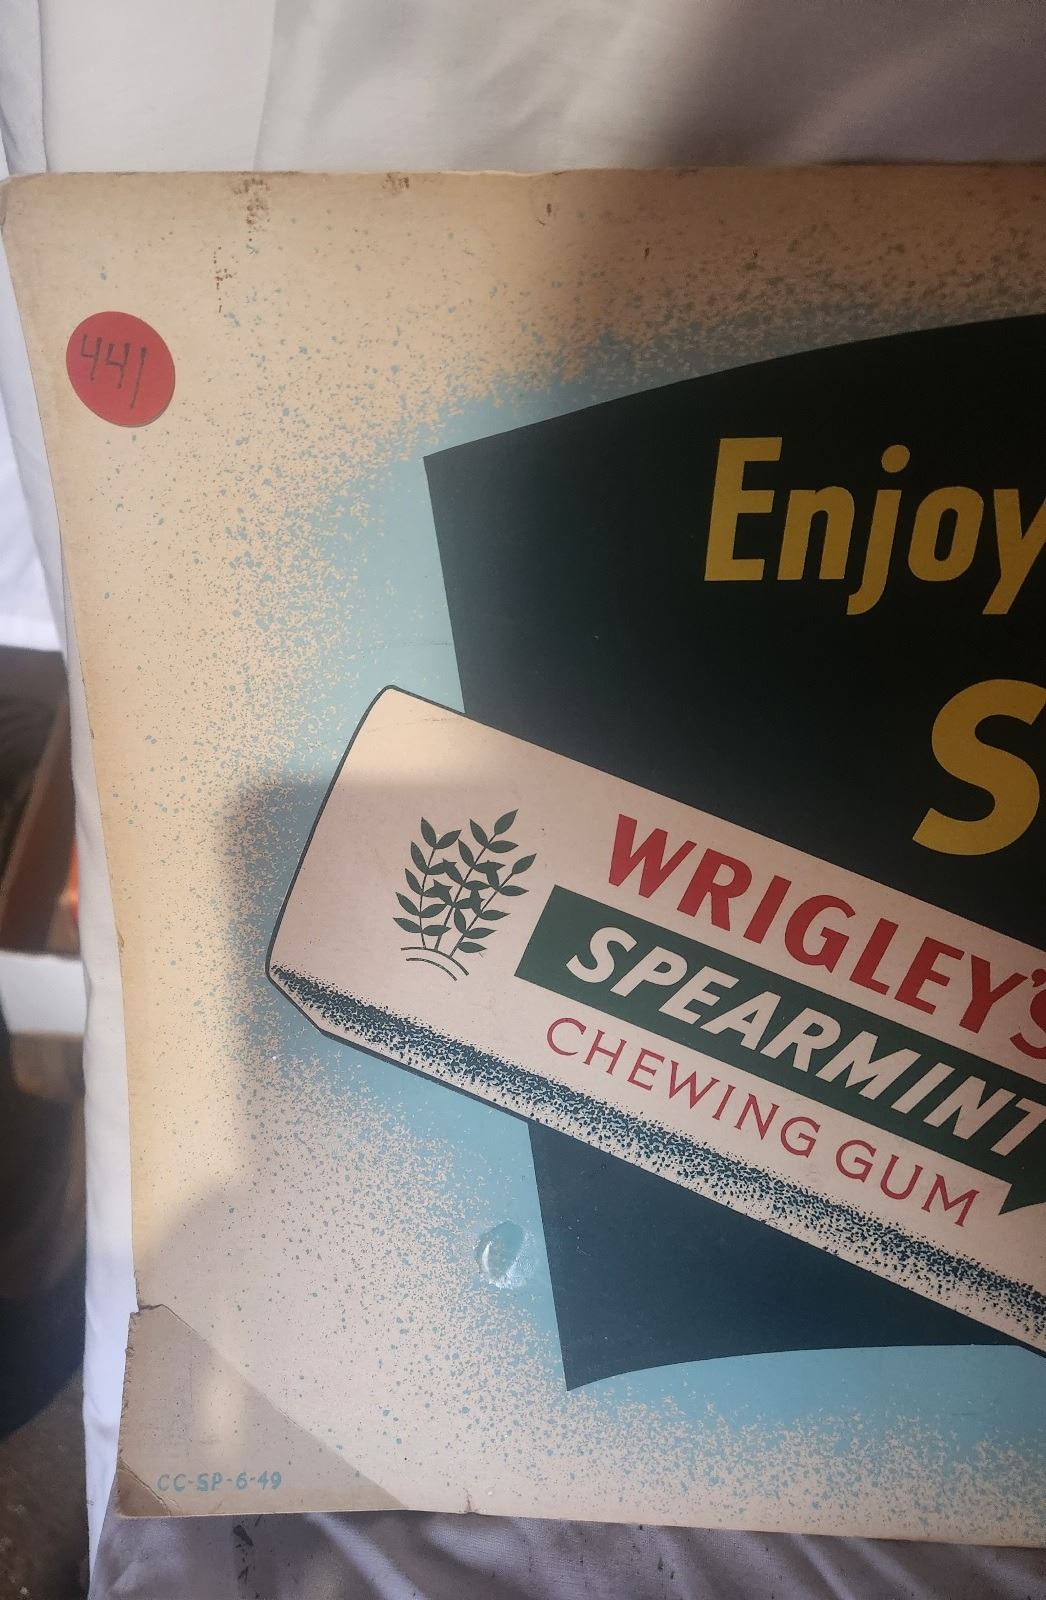 441
Enjoy
S
WRIGLEY'S
SPEARMINT
CHEWING GUM
CC-SP-6-49